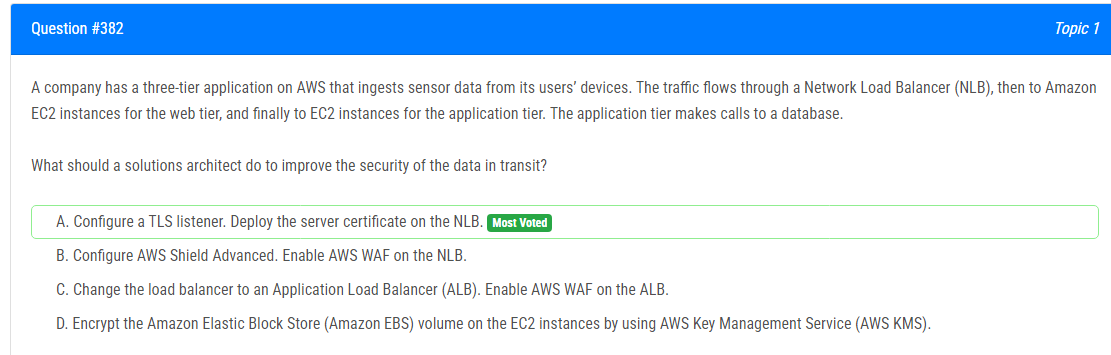 Question #382
Topic 1
A company has a three-tier application on AWS that ingests sensor data from its users’ devices. The traffic flows through a Network Load Balancer (NLB), then to Amazon
EC2 instances for the web tier, and finally to EC2 instances for the application tier. The application tier makes calls to a database.
What should a solutions architect do to improve the security of the data in transit?
A. Configure a TLS listener. Deploy the server certificate on the NLB. Most Voted
B. Configure AWS Shield Advanced. Enable AWS WAF on the NLB.
C. Change the load balancer to an Application Load Balancer (ALB). Enable AWS WAF on the ALB.
D. Encrypt the Amazon Elastic Block Store (Amazon EBS) volume on the EC2 instances by using AWS Key Management Service (AWS KMS).